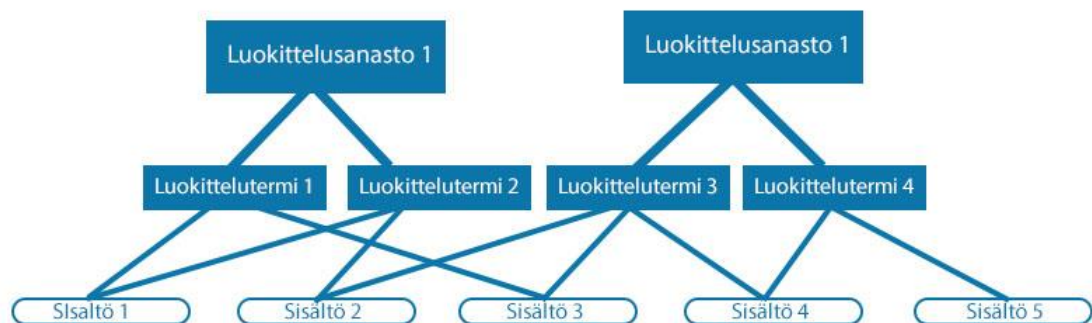 Luokittelusanasto 1
Luokittelusanasto 1
Luokittelutermi 1
Luokittelutermi 2
Luokittelutermi 3
Luokittelutermi 4
SIsältö 1
Sisältö 2
Sisältö 3
Sisältö 4
Sisältö 5